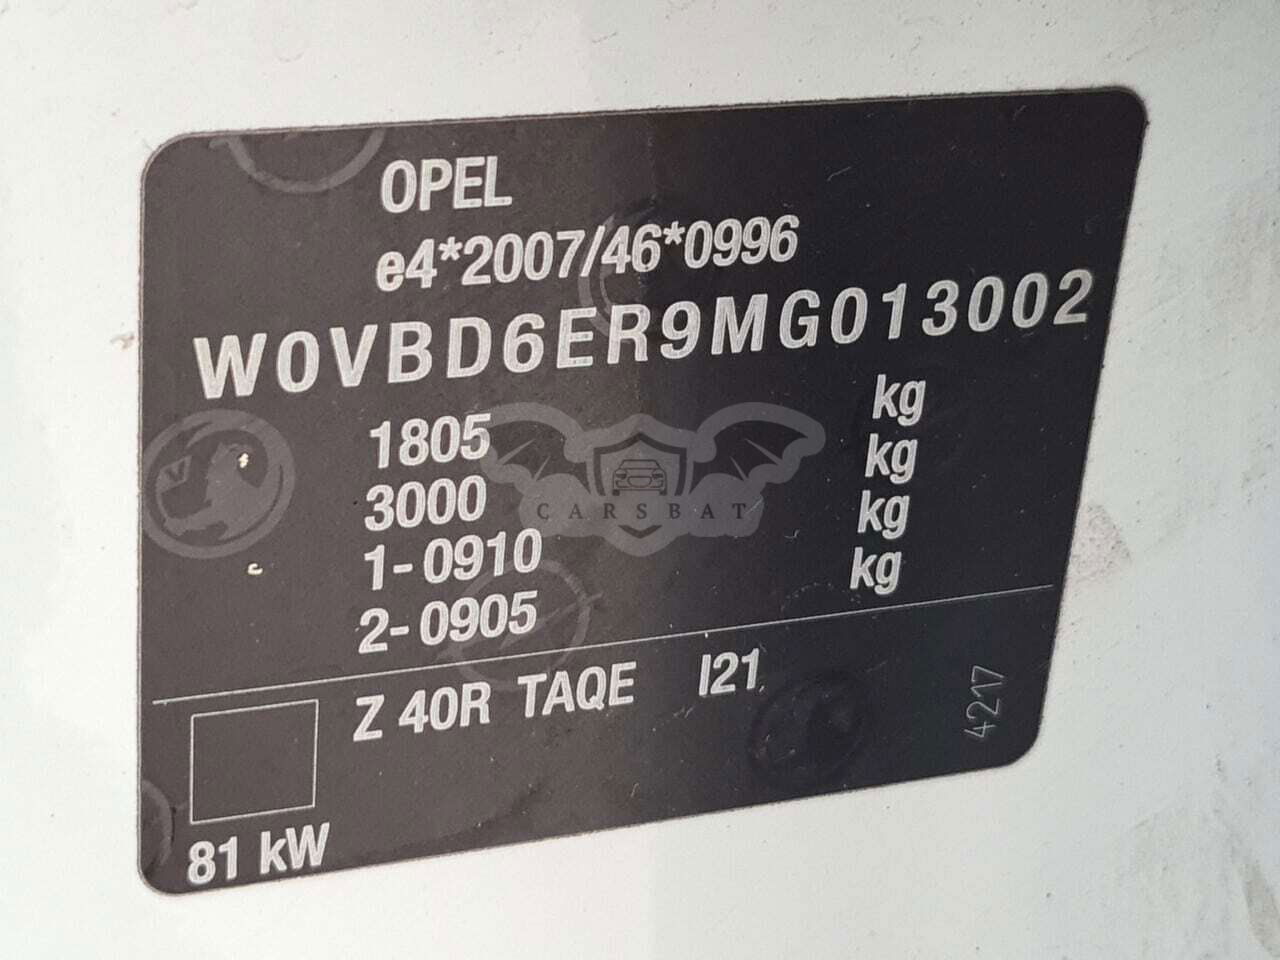 OPEL
e4*2007/46*0996
W0VBD6ER9MG013002
1805 kg
3000 kg
1-0910 kg
2-0905 kg
Z 40R TAQE I21
4217
81 kW
CARSBAT